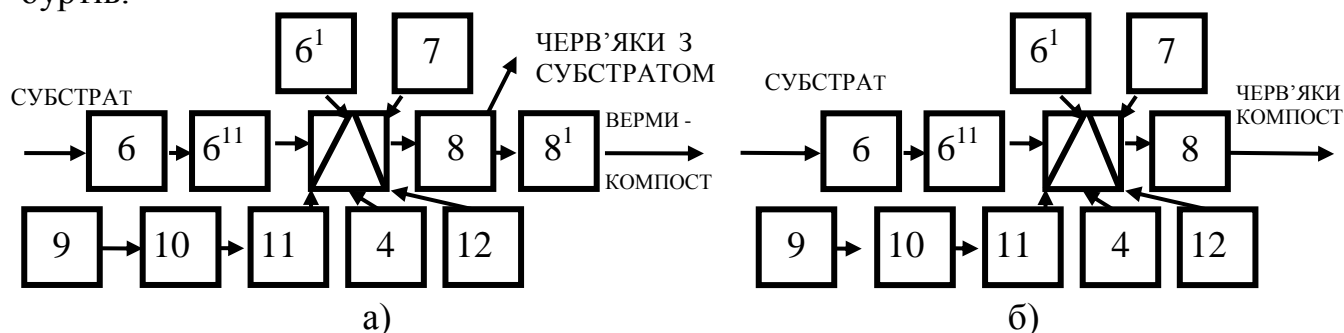 буртів.
6¹ 7 ЧЕРВ’ЯКИ З
СУБСТРАТОМ
СУБСТРАТ
6 6¹¹ 8 8¹
ВЕРМИ -
КОМПОСТ
9 10 11 4 12
а)
6¹ 7
СУБСТРАТ
ЧЕРВ’ЯКИ
КОМПОСТ
6 6¹¹ 8
9 10 11 4 12
б)